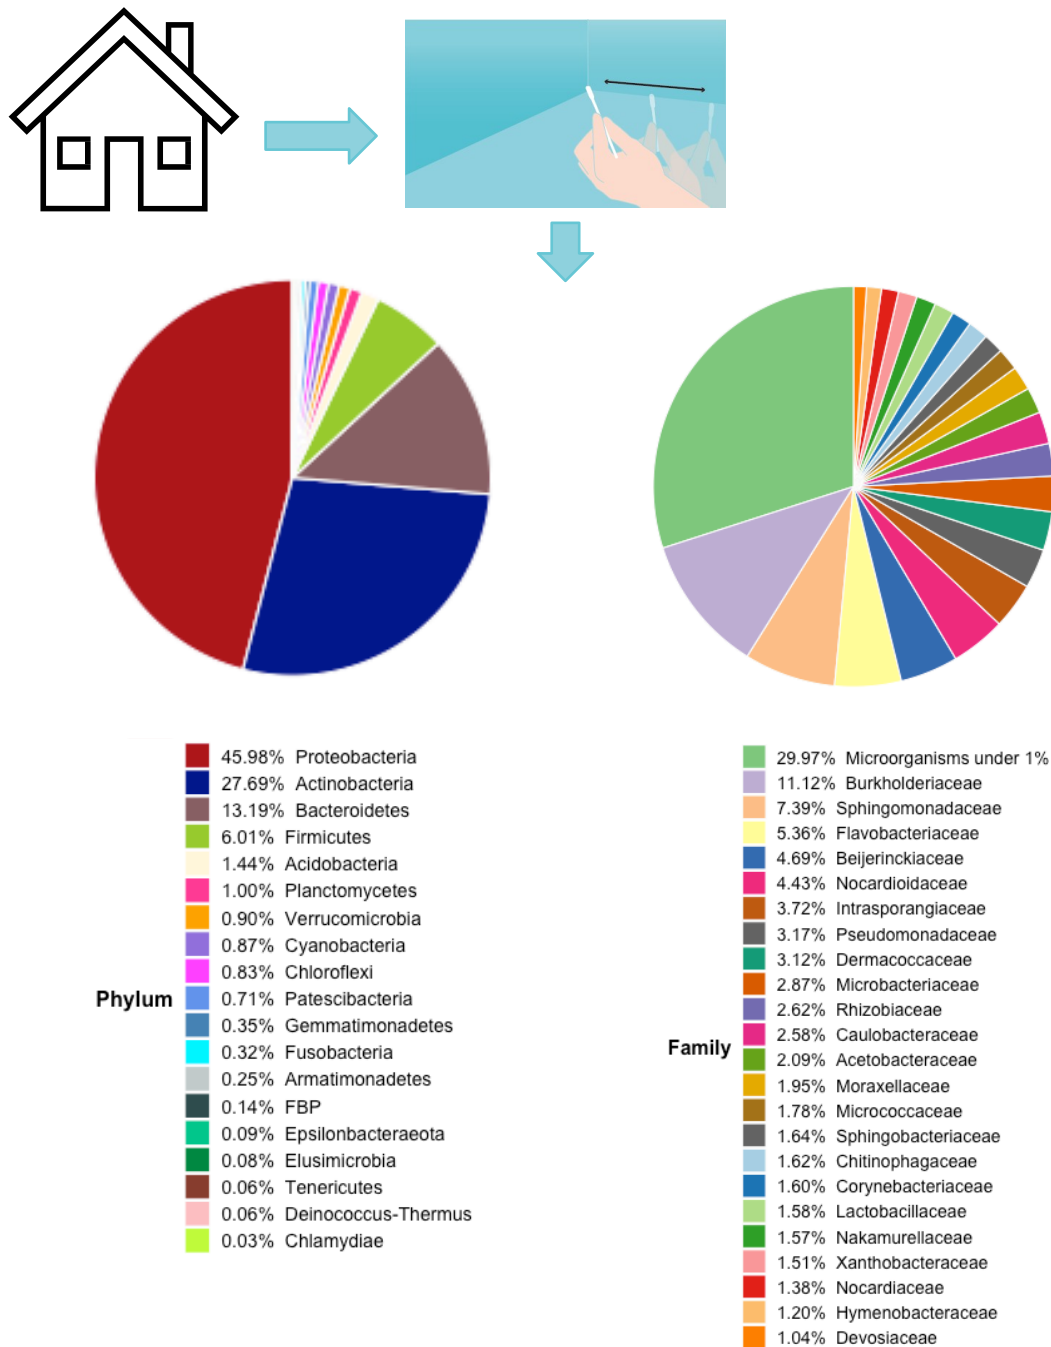 45.98% Proteobacteria
27.69% Actinobacteria
13.19% Bacteroidetes
6.01% Firmicutes
1.44% Acidobacteria
1.00% Planctomycetes
0.90% Verrucomicrobia
0.87% Cyanobacteria
0.83% Chloroflexi
Phylum
0.71% Patescibacteria
0.35% Gemmatimonadetes
0.32% Fusobacteria
0.25% Armatimonadetes
0.14% FBP
0.09% Epsilonbacteraeota
0.08% Elusimicrobia
0.06% Tenericutes
0.06% Deinococcus-Thermus
0.03% Chlamydiae
29.97% Microorganisms under 1%
11.12% Burkholderiaceae
7.39% Sphingomonadaceae
5.36% Flavobacteriaceae
4.69% Beijerinckiaceae
4.43% Nocardioidaceae
3.72% Intrasporangiaceae
3.17% Pseudomonadaceae
3.12% Dermacoccaceae
2.87% Microbacteriaceae
2.62% Rhizobiaceae
2.58% Caulobacteraceae
Family
2.09% Acetobacteraceae
1.95% Moraxellaceae
1.78% Micrococcaceae
1.64% Sphingobacteriaceae
1.62% Chitinophagaceae
1.60% Corynebacteriaceae
1.58% Lactobacillaceae
1.57% Nakamurellaceae
1.51% Xanthobacteraceae
1.38% Nocardiaceae
1.20% Hymenobacteraceae
1.04% Devosiaceae